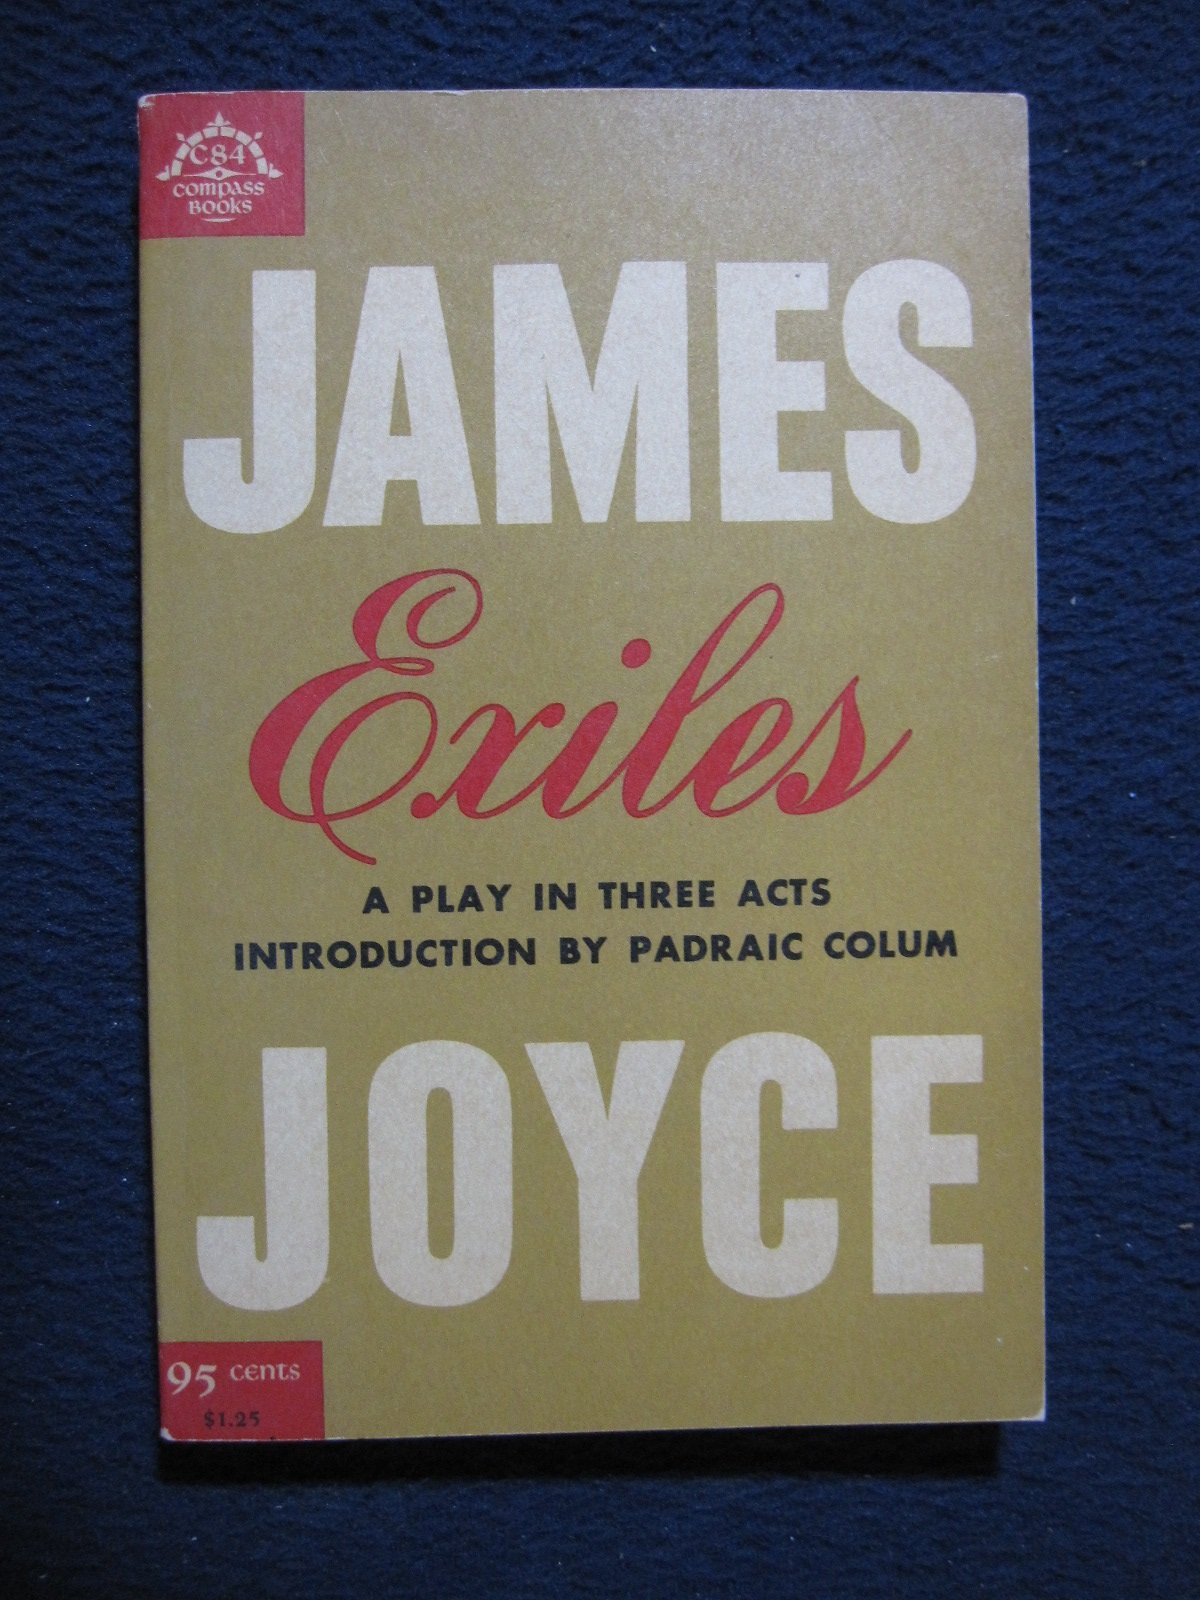 C84
COMPASS
BOOKS
JAMES
Exiles
A PLAY IN THREE ACTS
INTRODUCTION BY PADRAIC COLUM
JOYCE
95 cents
$1.25